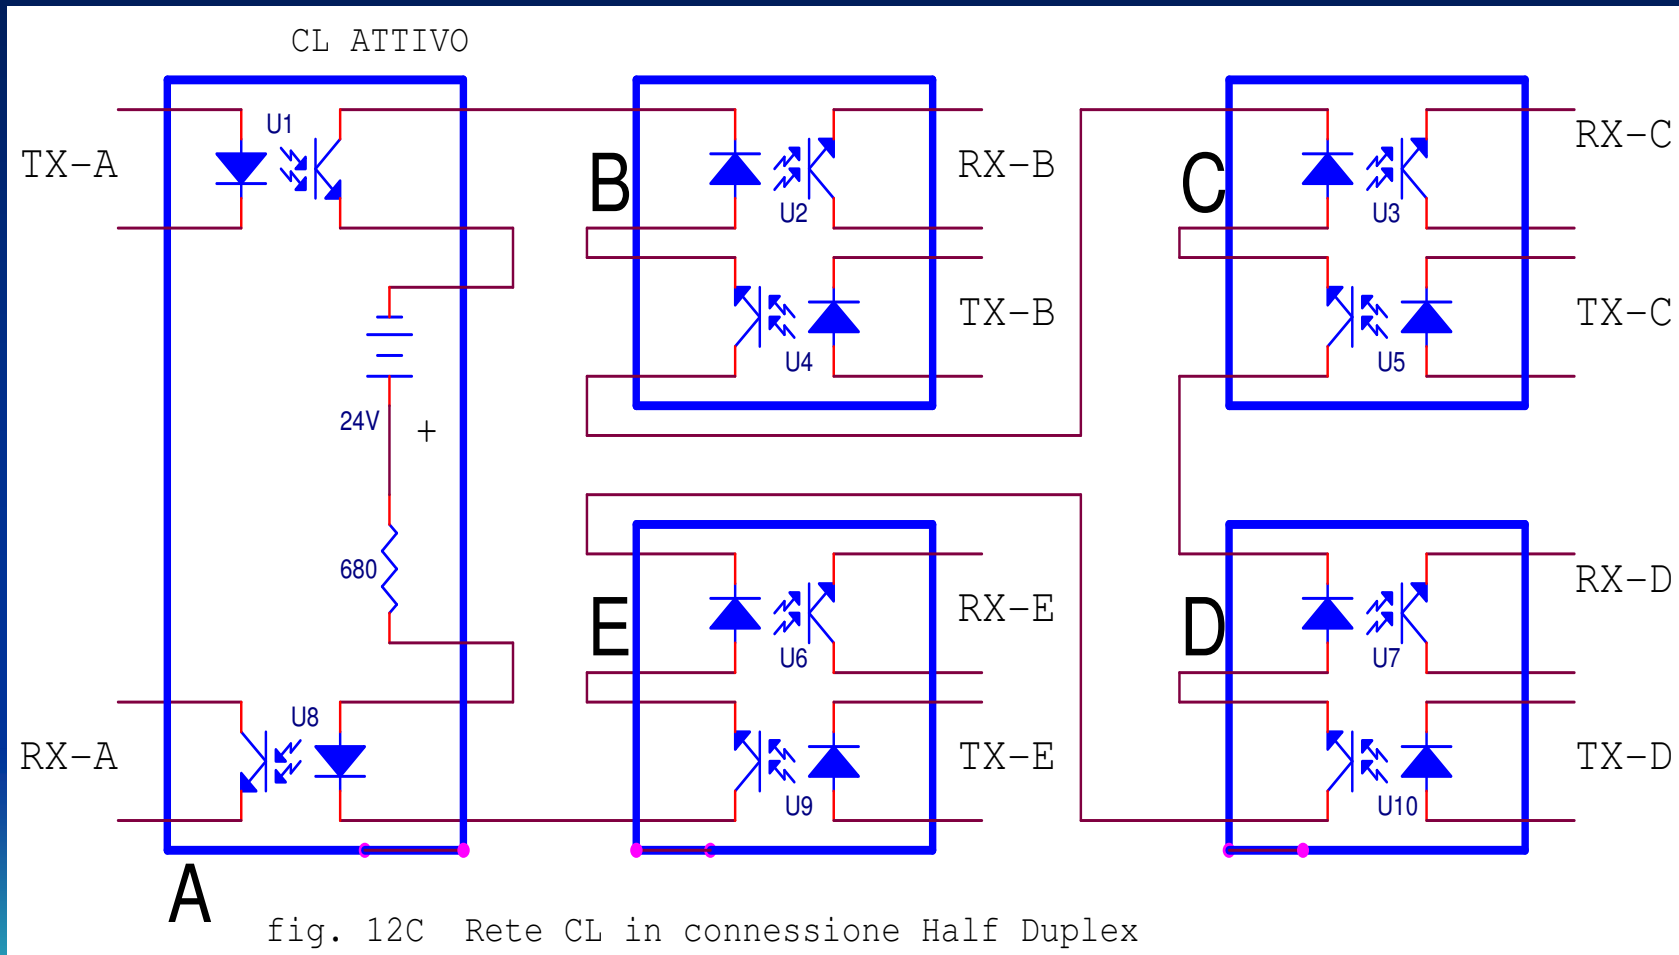 CL ATTIVO
U1
TX-A
B
RX-B
U2
C
RX-C
U3
TX-B
U4
TX-C
U5
24V
+
680
E
RX-E
U6
D
RX-D
U7
RX-A
U8
TX-E
U9
TX-D
U10
A
fig. 12C Rete CL in connessione Half Duplex